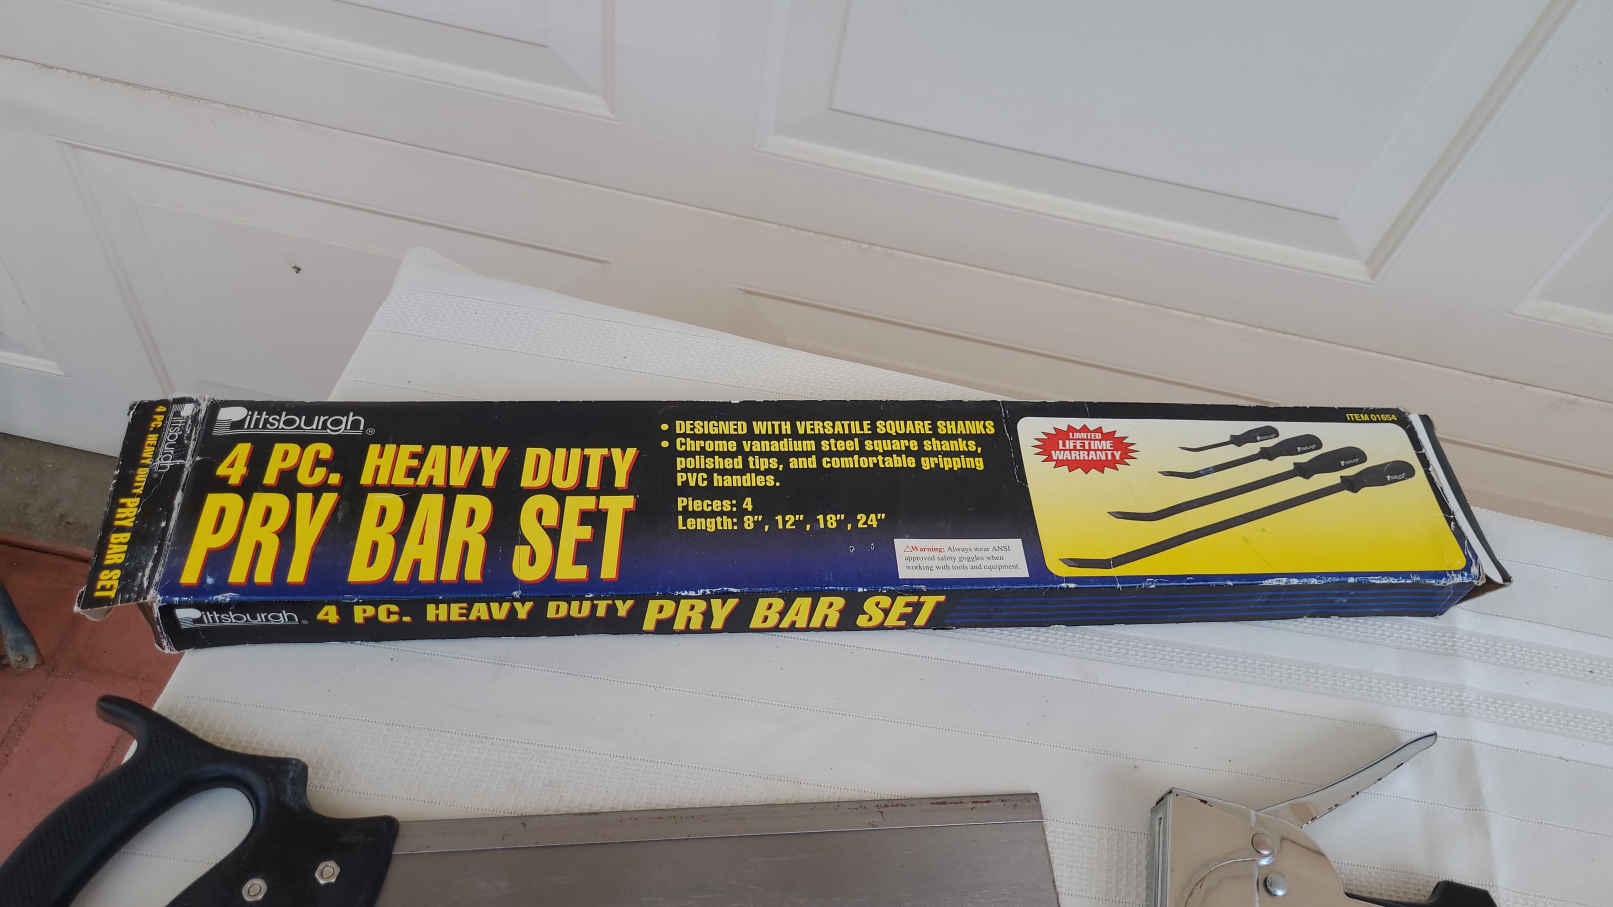 Pittsburgh®
4 PC. HEAVY DUTY
PRY BAR SET
• DESIGNED WITH VERSATILE SQUARE SHANKS
• Chrome vanadium steel square shanks,
polished tips, and comfortable gripping
PVC handles.
Pieces: 4
Length: 8", 12", 18", 24"
⚠Warning: Always wear ANSI
approved safety goggles when
working with tools and equipment.
ITEM 01654
LIMITED
LIFETIME
WARRANTY
Pittsburgh
4 PC. HEAVY DUTY PRY BAR SET
Pittsburgh® 4 PC. HEAVY DUTY PRY BAR SET